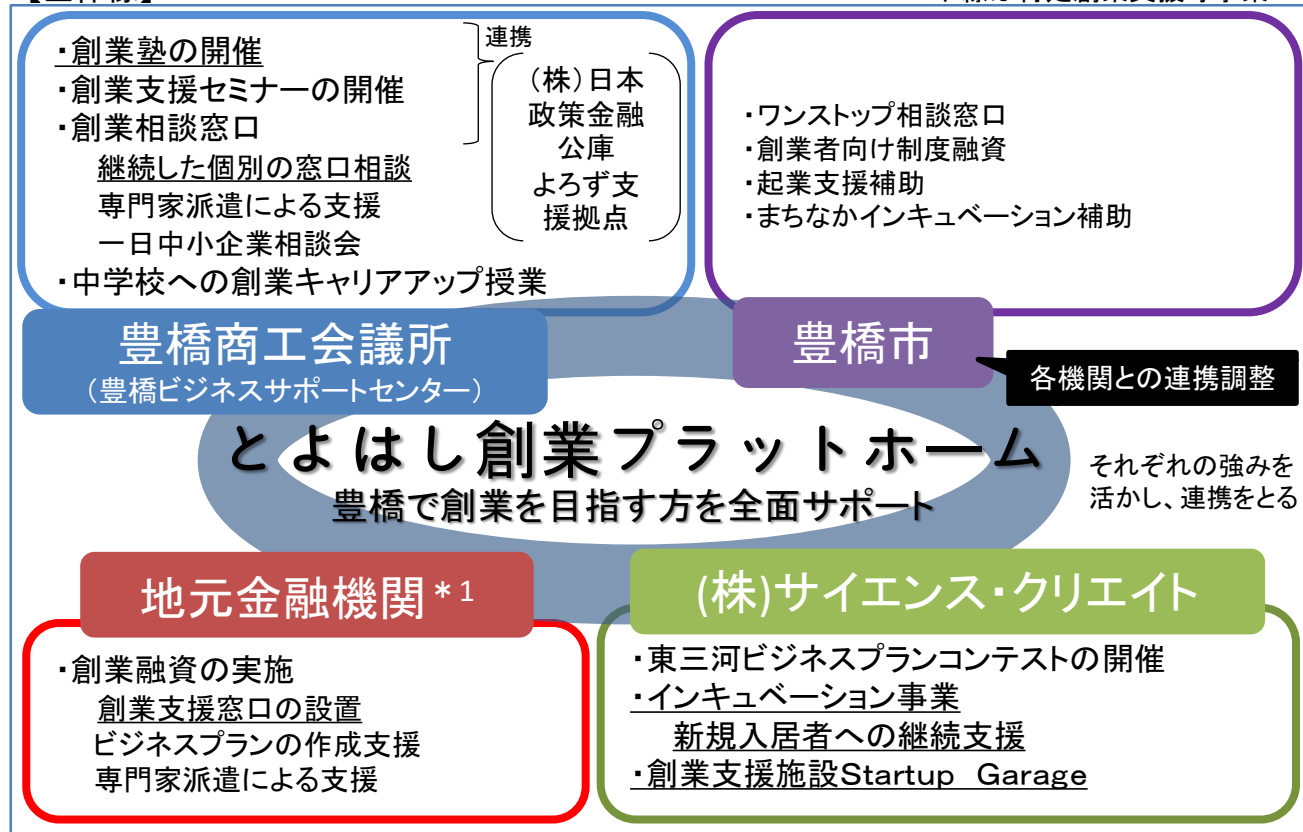 ・創業塾の開催
・創業支援セミナーの開催
・創業相談窓口
継続した個別の窓口相談
専門家派遣による支援
一日中小企業相談会
・中学校への創業キャリアアップ授業
連携
(株)日本
政策金融
公庫
よろず支
援拠点
豊橋商工会議所
(豊橋ビジネスサポートセンター)
・ワンストップ相談窓口
・創業者向け制度融資
・起業支援補助
・まちなかインキュベーション補助
豊橋市
各機関との連携調整
とよはし創業プラットホーム
豊橋で創業を目指す方を全面サポート
それぞれの強みを
活かし、連携をとる
地元金融機関*1
・創業融資の実施
創業支援窓口の設置
ビジネスプランの作成支援
専門家派遣による支援
(株)サイエンス・クリエイト
・東三河ビジネスプランコンテストの開催
・インキュベーション事業
新規入居者への継続支援
・創業支援施設Startup Garage